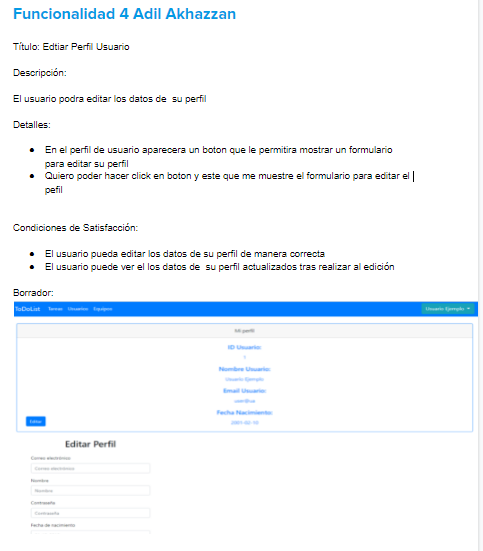 Funcionalidad 4 Adil Akhazzan
Título: Edtiar Perfil Usuario
Descripción:
El usuario podra editar los datos de su perfil
Detalles:
En el perfil de usuario aparecera un boton que le permitira mostrar un formulario
para editar su perfil
Quiero poder hacer click en boton y este que me muestre el formulario para editar el
pefil
Condiciones de Satisfacción:
El usuario pueda editar los datos de su perfil de manera correcta
El usuario puede ver el los datos de su perfil actualizados tras realizar al edición
Borrador:
ToDoList Tareas Usuarios Equipos Usuario Ejemplo
Mi perfil
ID Usuario:
1
Nombre Usuario:
Usuario Ejemplo
Email Usuario:
user@ua
Fecha Nacimiento:
2001-02-10
Editar
Editar Perfil
Correo electrónico
Correo electrónico
Nombre
Nombre
Contraseña
Contraseña
Fecha de nacimiento